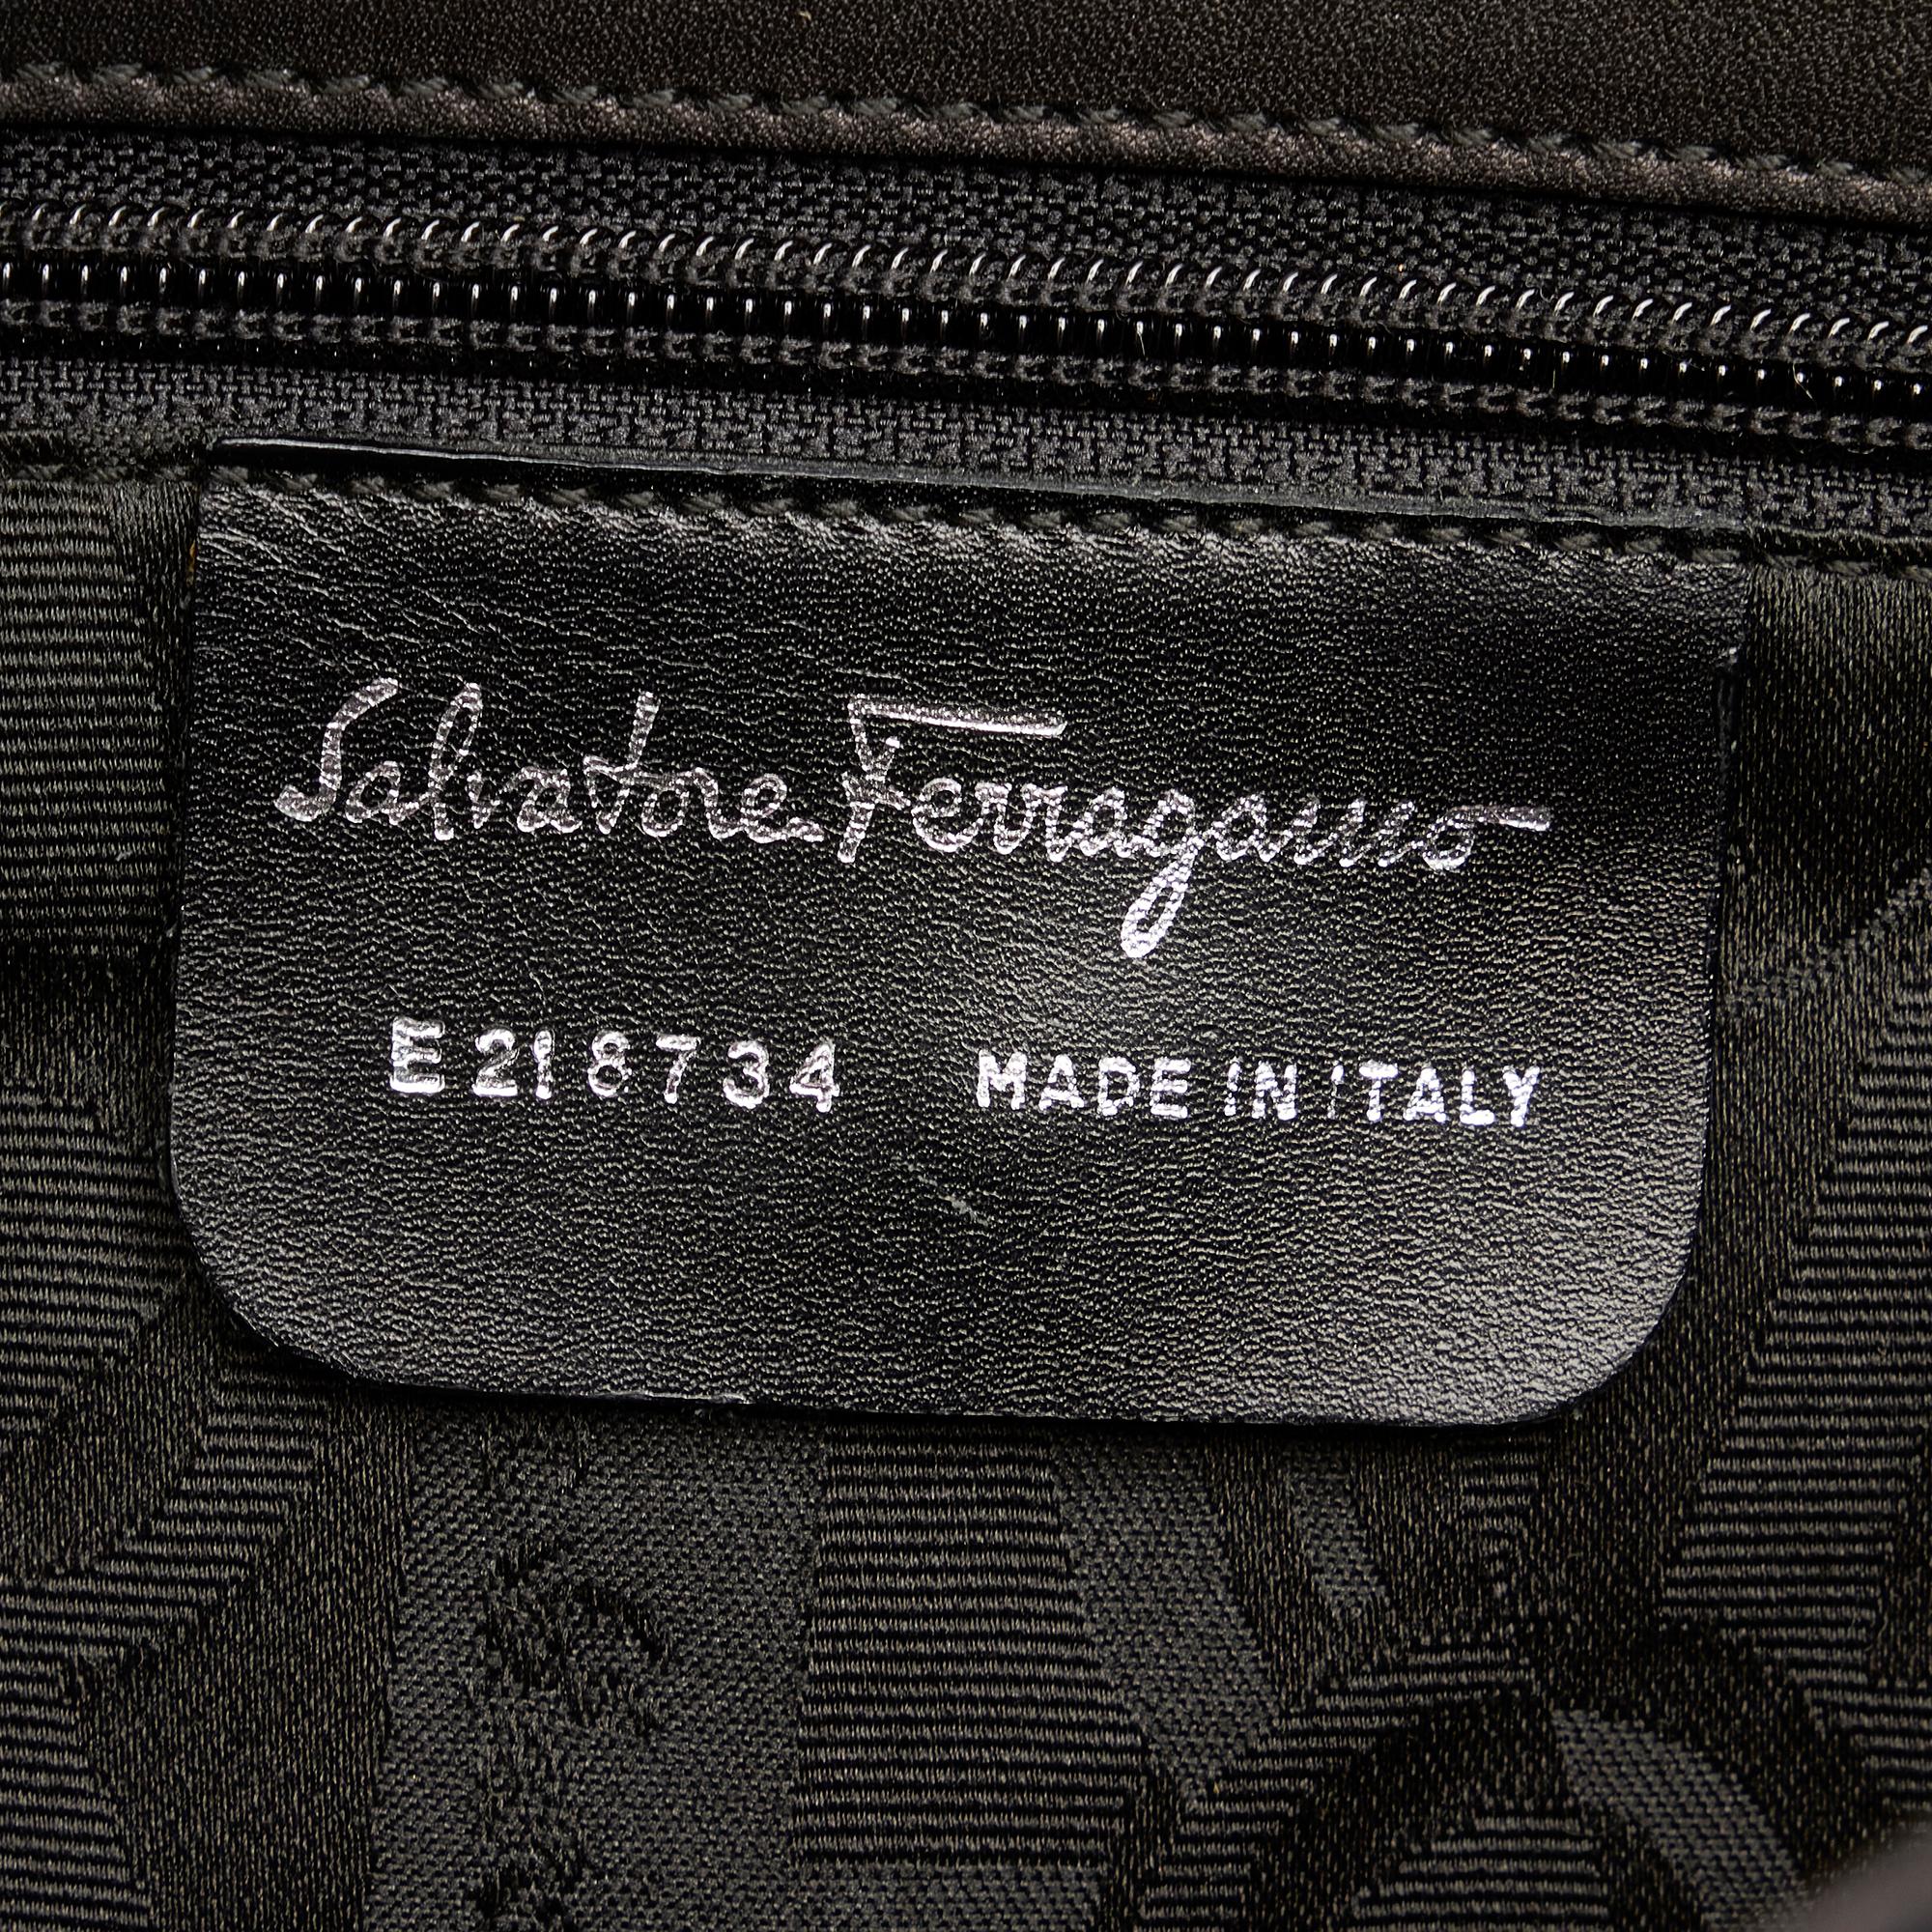 Salvatore Ferragamo
E218734 MADE IN ITALY